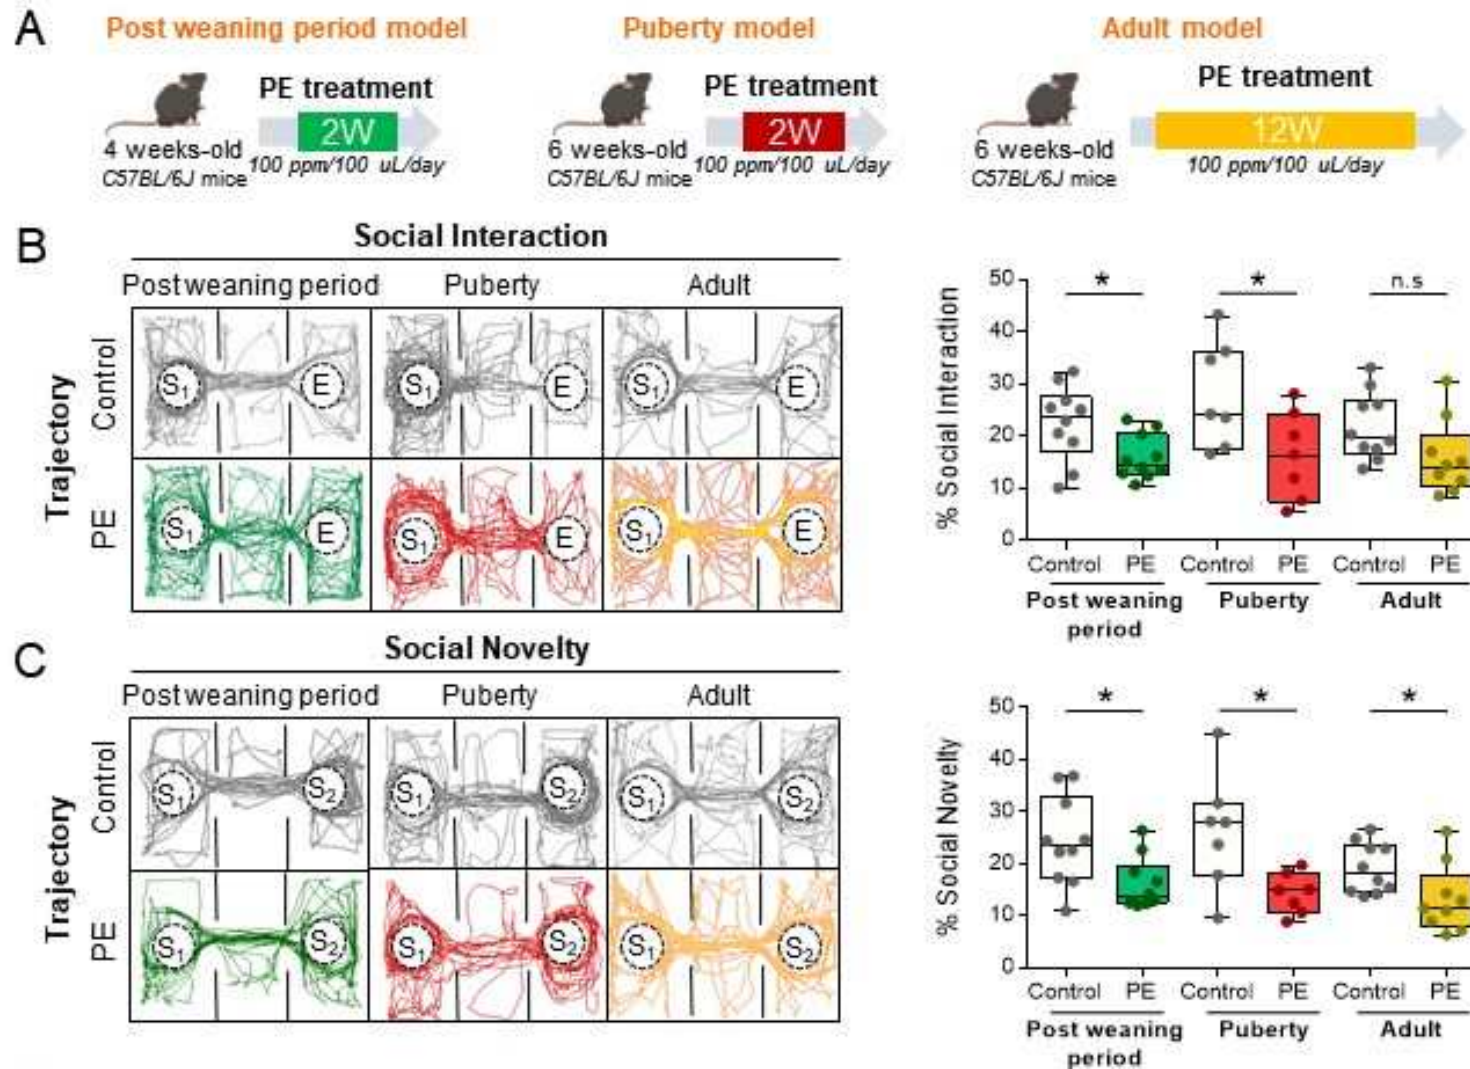 A
Post weaning period model
Puberty model
Adult model
PE treatment
PE treatment
PE treatment
2W
2W
12W
4 weeks-old
C57BL/6J mice
100 ppm/100 uL/day
6 weeks-old
C57BL/6J mice
100 ppm/100 uL/day
6 weeks-old
C57BL/6J mice
100 ppm/100 uL/day
B
Social Interaction
Post weaning period
Puberty
Adult
Trajectory
Control
S1
E
S1
E
S1
E
PE
S1
E
S1
E
S1
E
% Social Interaction
50
40
30
20
10
0
*
*
n.s
Control PE Control PE Control PE
Post weaning period
Puberty
Adult
C
Social Novelty
Post weaning period
Puberty
Adult
Trajectory
Control
S1
S2
S1
S2
S1
S2
PE
S1
S2
S1
S2
S1
S2
% Social Novelty
50
40
30
20
10
0
*
*
*
Control PE Control PE Control PE
Post weaning period
Puberty
Adult